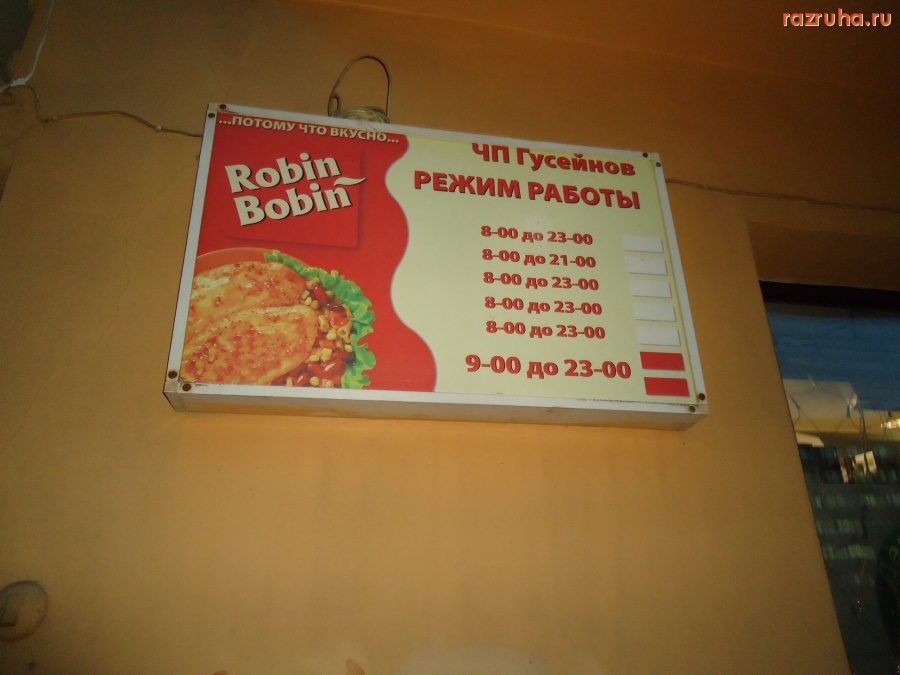 razruha.ru
...ПОТОМУ ЧТО ВКУСНО...
Robin
Bobin
ЧП Гусейнов
РЕЖИМ РАБОТЫ
8-00 до 23-00
8-00 до 21-00
8-00 до 23-00
8-00 до 23-00
8-00 до 23-00
9-00 до 23-00